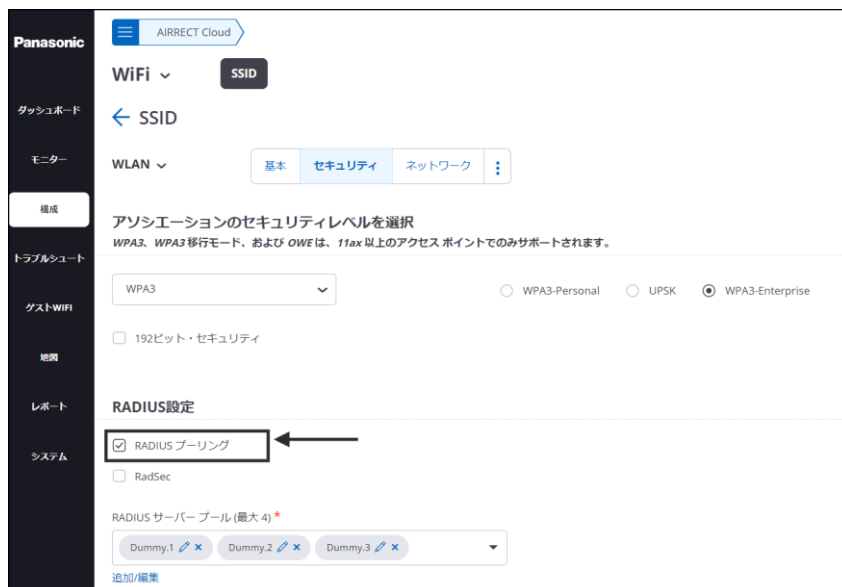 Panasonic
ダッシュボード
モニター
構成
トラブルシュート
ゲストWIFI
地図
レポート
システム
AIRRECT Cloud
WiFi
SSID
SSID
WLAN
基本 セキュリティ ネットワーク
アソシエーションのセキュリティレベルを選択
WPA3、WPA3 移行モード、および OWE は、11ax 以上のアクセス ポイントでのみサポートされます。
WPA3
WPA3-Personal UPSK WPA3-Enterprise
192ビット・セキュリティ
RADIUS設定
RADIUS プーリング
RadSec
RADIUS サーバー プール (最大 4) *
Dummy.1 Dummy.2 Dummy.3
追加/編集